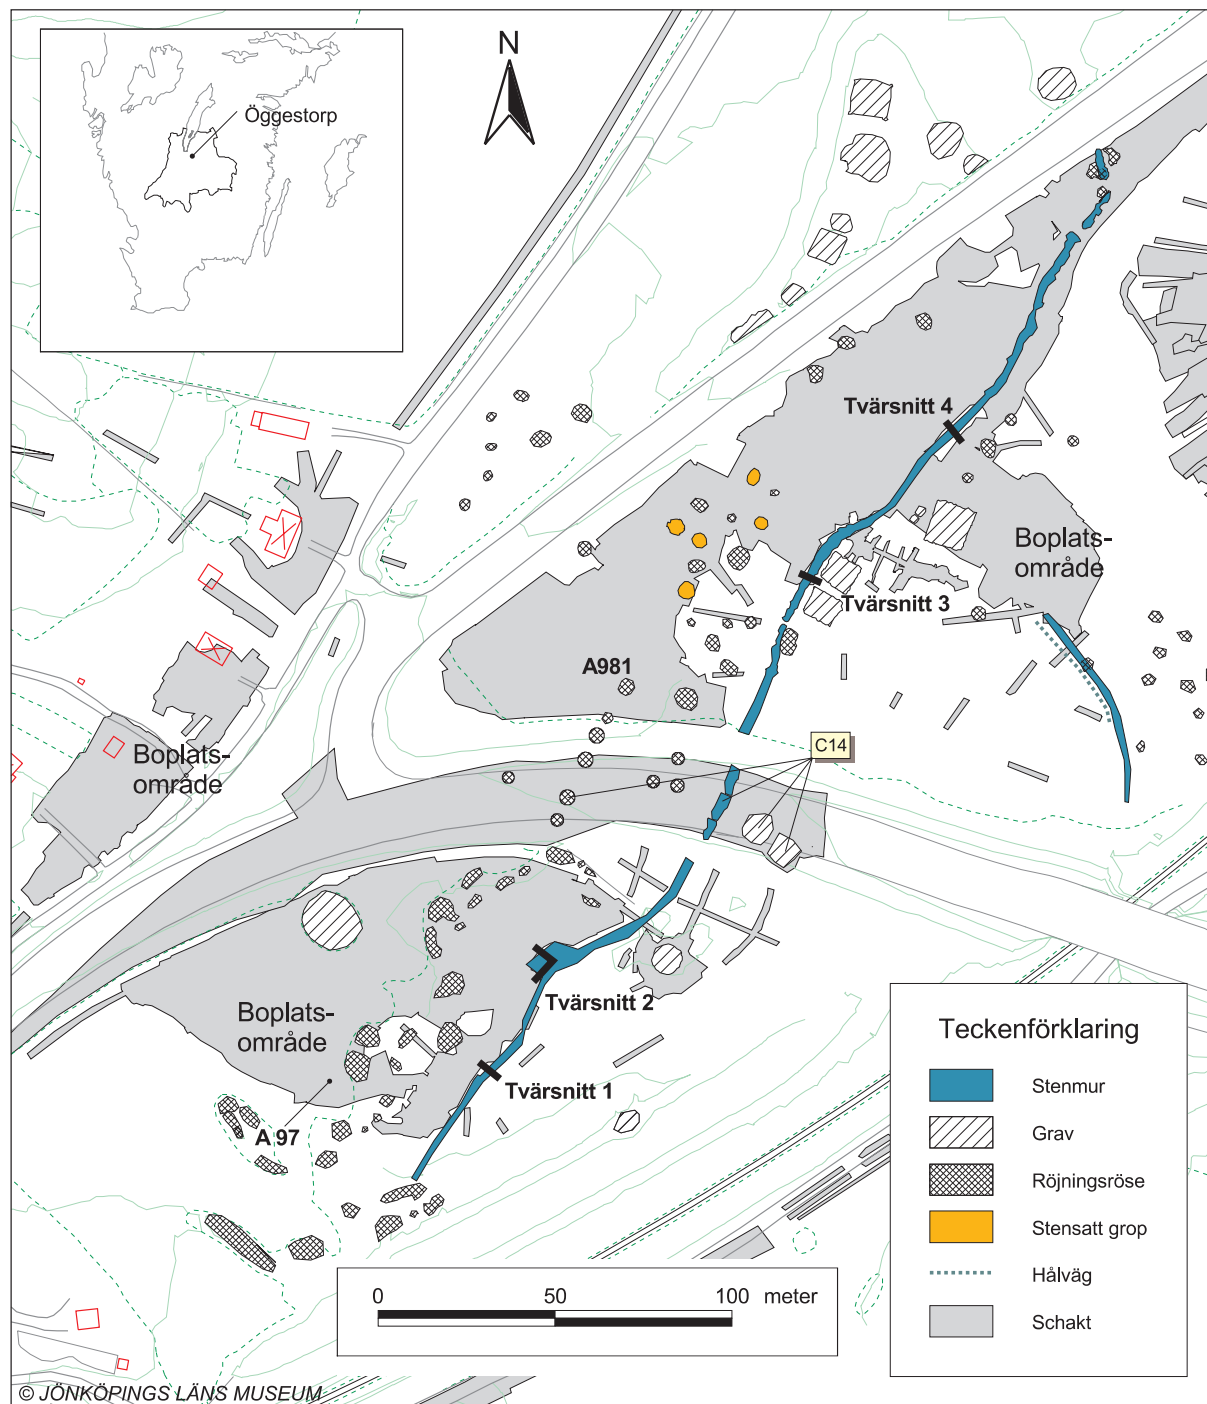 N
Öggestorp
Tvärsnitt 4
Boplats-
område
Tvärsnitt 3
A981
C14
Boplats-
område
Tvärsnitt 2
Boplats-
område
Tvärsnitt 1
A 97
Teckenförklaring
Stenmur
Grav
Röjningsröse
Stensatt grop
Hålväg
Schakt
0 50 100 meter
© JÖNKÖPINGS LÄNS MUSEUM